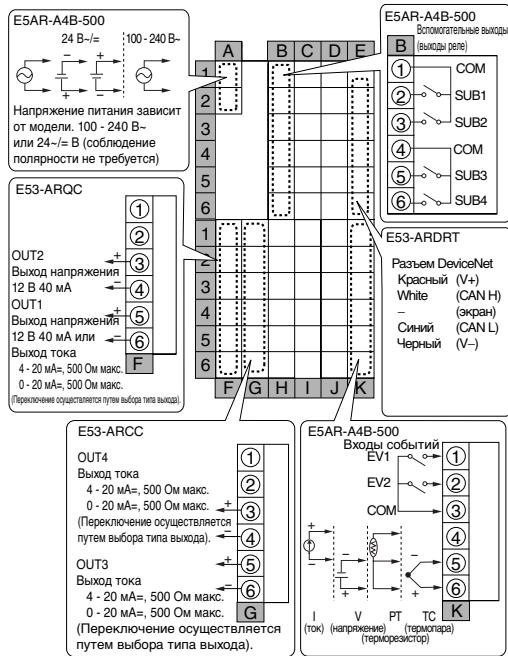 E5AR-A4B-500
24 В~/=
100 - 240 В~
Напряжение питания зависит
от модели. 100 - 240 В~
или 24~/= В (соблюдение
полярности не требуется)
A B C D E
1
2
3
4
5
6
1
2
3
4
5
6
F G H I J K
E5AR-A4B-500
Вспомогательные выходы
(выходы реле)
B
1 COM
2 SUB1
3 SUB2
4 COM
5 SUB3
6 SUB4
E53-ARQC
1
2
OUT2 + 3
Выход напряжения
12 В 40 мА − 4
OUT1 + 5
Выход напряжения
12 В 40 мА или − 6
Выход тока
4 - 20 мА=, 500 Ом макс.
0 - 20 мА=, 500 Ом макс.
(Переключение осуществляется путем выбора типа выхода).
F
E53-ARDRT
Разъем DeviceNet
Красный (V+)
White (CAN H)
– (экран)
Синий (CAN L)
Черный (V–)
E53-ARCC
OUT4 1
Выход тока
4 - 20 мА=, 500 Ом макс. 2
0 - 20 мА=, 500 Ом макс. + 3
(Переключение осуществляется
путем выбора типа выхода). − 4
OUT3 + 5
Выход тока − 6
4 - 20 мА=, 500 Ом макс.
0 - 20 мА=, 500 Ом макс.
(Переключение осуществляется
путем выбора типа выхода).
G
E5AR-A4B-500
Входы событий
EV1 1
EV2 2
COM 3
4
5
6
+ − − +
− + − +
I V PT TC
(ток) (напряжение) (термопара)
(терморезистор)
K